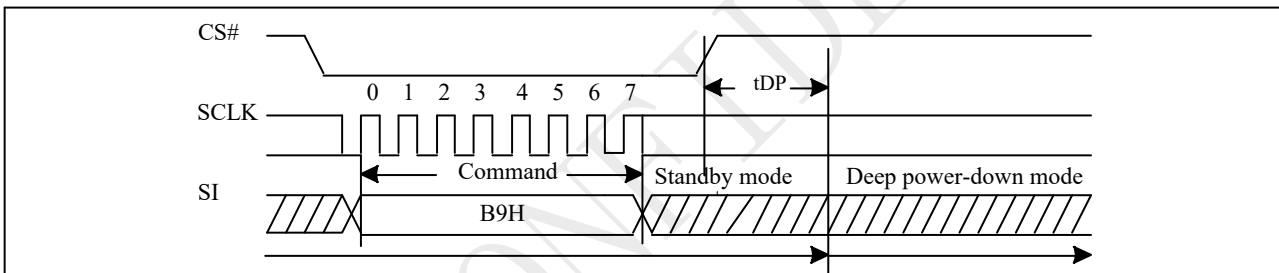 CS#
tDP
0 1 2 3 4 5 6 7
SCLK
Command
Standby mode
Deep power-down mode
SI
B9H